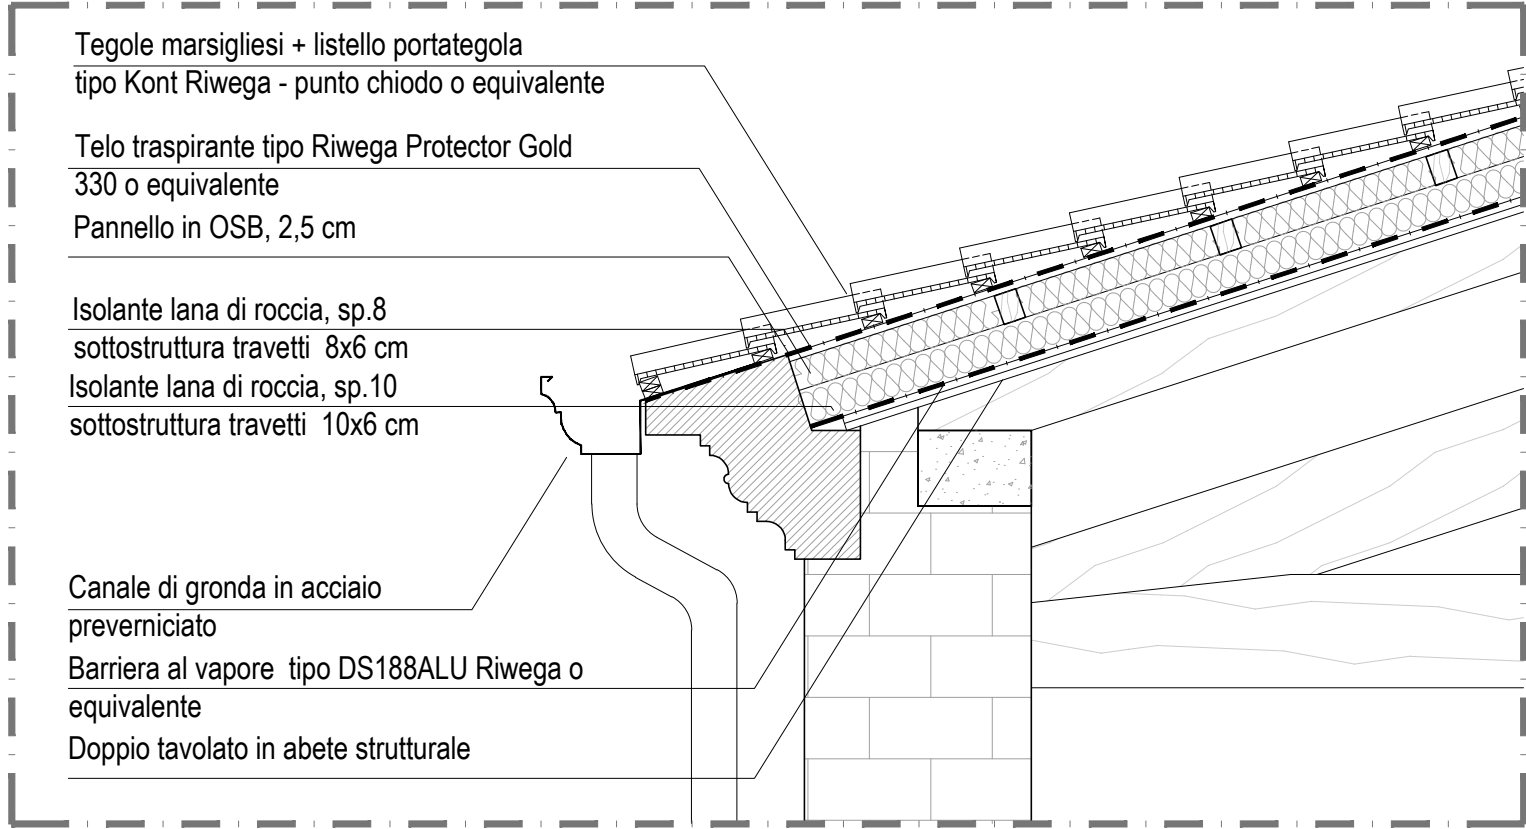 Tegole marsigliesi + listello portategola
tipo Kont Riwega - punto chiodo o equivalente
Telo traspirante tipo Riwega Protector Gold
330 o equivalente
Pannello in OSB, 2,5 cm
Isolante lana di roccia, sp.8
sottostruttura travetti 8x6 cm
Isolante lana di roccia, sp.10
sottostruttura travetti 10x6 cm
Canale di gronda in acciaio
preverniciato
Barriera al vapore tipo DS188ALU Riwega o
equivalente
Doppio tavolato in abete strutturale